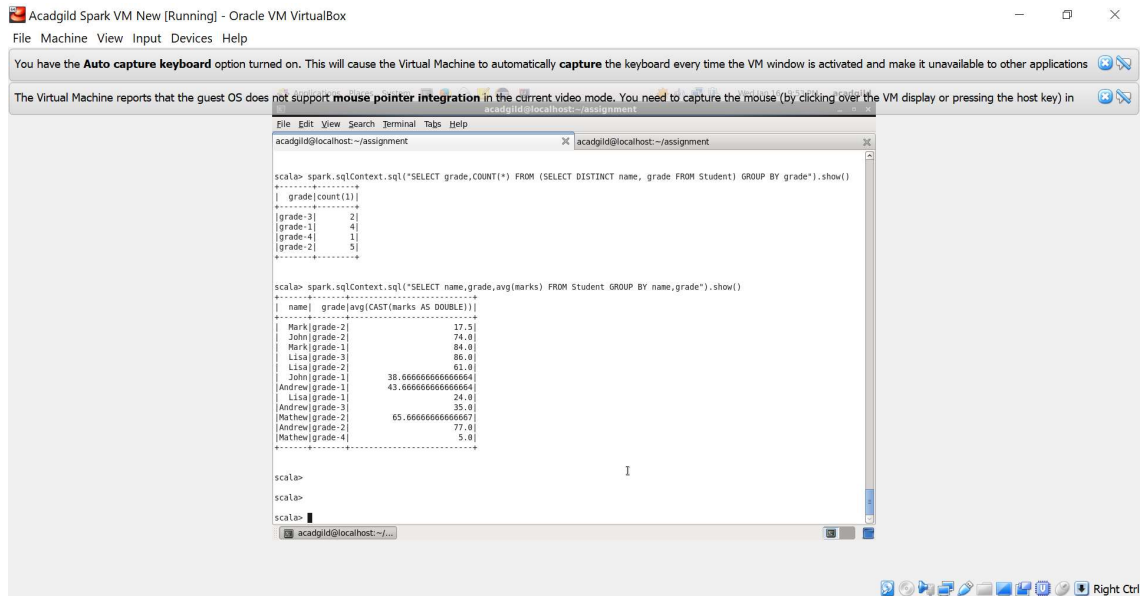 Acadgild Spark VM New [Running] - Oracle VM VirtualBox
File Machine View Input Devices Help
You have the Auto capture keyboard option turned on. This will cause the Virtual Machine to automatically capture the keyboard every time the VM window is activated and make it unavailable to other applications
The Virtual Machine reports that the guest OS does not support mouse pointer integration in the current video mode. You need to capture the mouse (by clicking over the VM display or pressing the host key) in
acadgild@localhost:~/assignment
File Edit View Search Terminal Tabs Help
acadgild@localhost:~/assignment acadgild@localhost:~/assignment
scala> spark.sqlContext.sql("SELECT grade,COUNT(*) FROM (SELECT DISTINCT name, grade FROM Student) GROUP BY grade").show()
+-------+--------+
| grade|count(1)|
+-------+--------+
|grade-3| 2|
|grade-1| 4|
|grade-4| 1|
|grade-2| 5|
+-------+--------+
scala> spark.sqlContext.sql("SELECT name,grade,avg(marks) FROM Student GROUP BY name,grade").show()
+------+-------+--------------------------+
| name| grade|avg(CAST(marks AS DOUBLE))|
+------+-------+--------------------------+
| Mark|grade-2| 17.5|
| John|grade-2| 74.0|
| Mark|grade-1| 84.0|
| Lisa|grade-3| 86.0|
| Lisa|grade-2| 61.0|
| John|grade-1| 38.666666666666664|
|Andrew|grade-1| 43.666666666666664|
| Lisa|grade-1| 24.0|
|Andrew|grade-3| 35.0|
|Mathew|grade-2| 65.66666666666667|
|Andrew|grade-2| 77.0|
|Mathew|grade-4| 5.0|
+------+-------+--------------------------+
scala>
scala>
scala>
acadgild@localhost:~/...
Right Ctrl